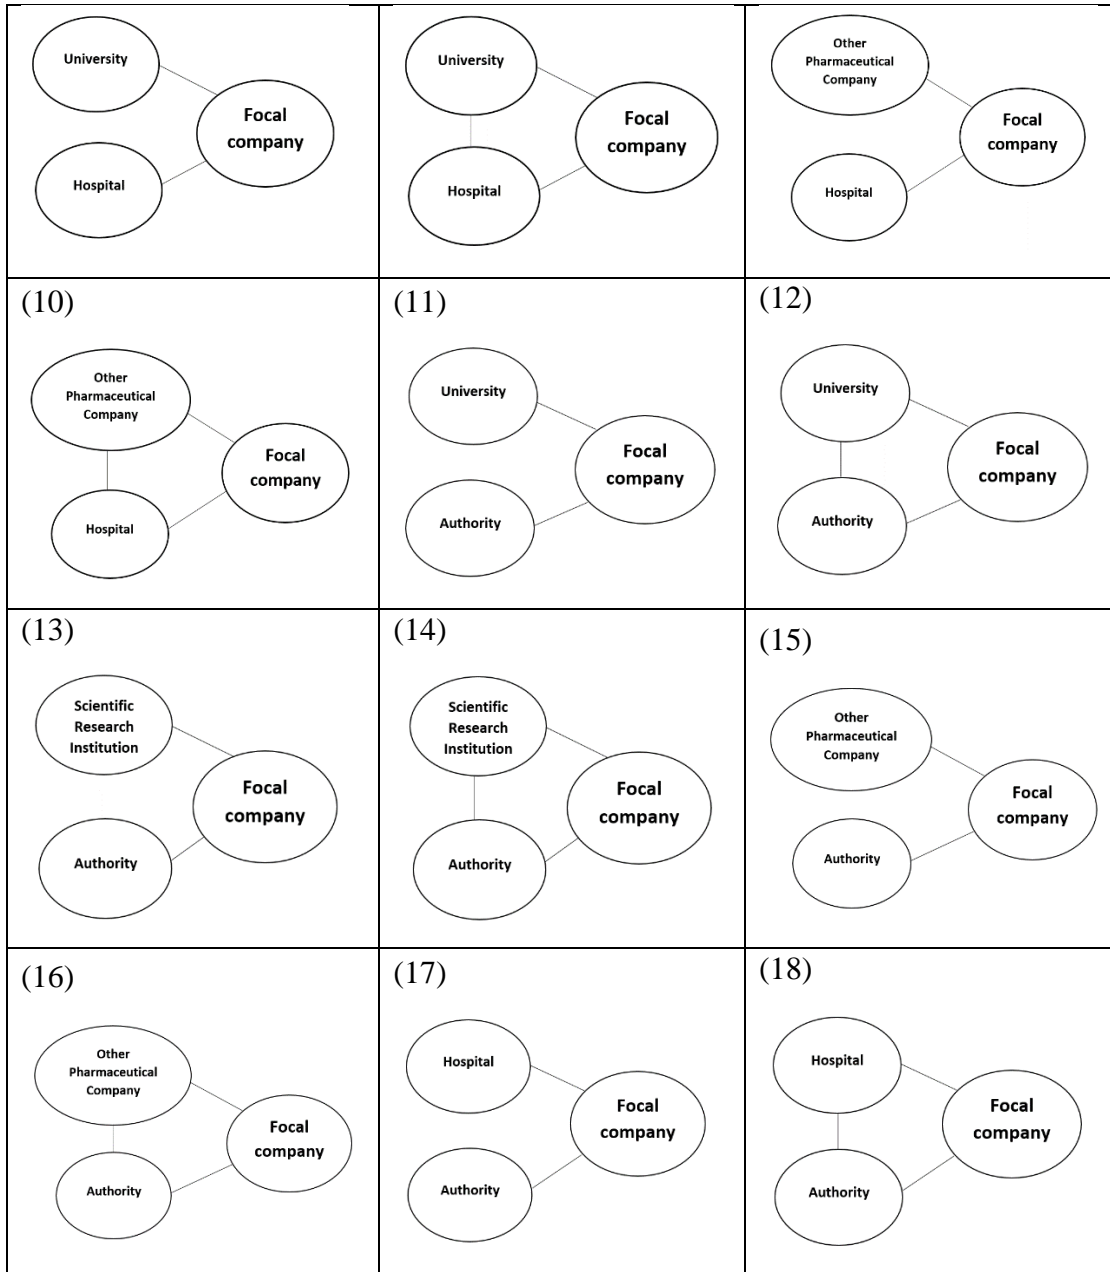 University
Focal
company
Hospital
University
Focal
company
Hospital
Other
Pharmaceutical
Company
Focal
company
Hospital
(10)
Other
Pharmaceutical
Company
Focal
company
Hospital
(11)
University
Focal
company
Authority
(12)
University
Focal
company
Authority
(13)
Scientific
Research
Institution
Focal
company
Authority
(14)
Scientific
Research
Institution
Focal
company
Authority
(15)
Other
Pharmaceutical
Company
Focal
company
Authority
(16)
Other
Pharmaceutical
Company
Focal
company
Authority
(17)
Hospital
Focal
company
Authority
(18)
Hospital
Focal
company
Authority